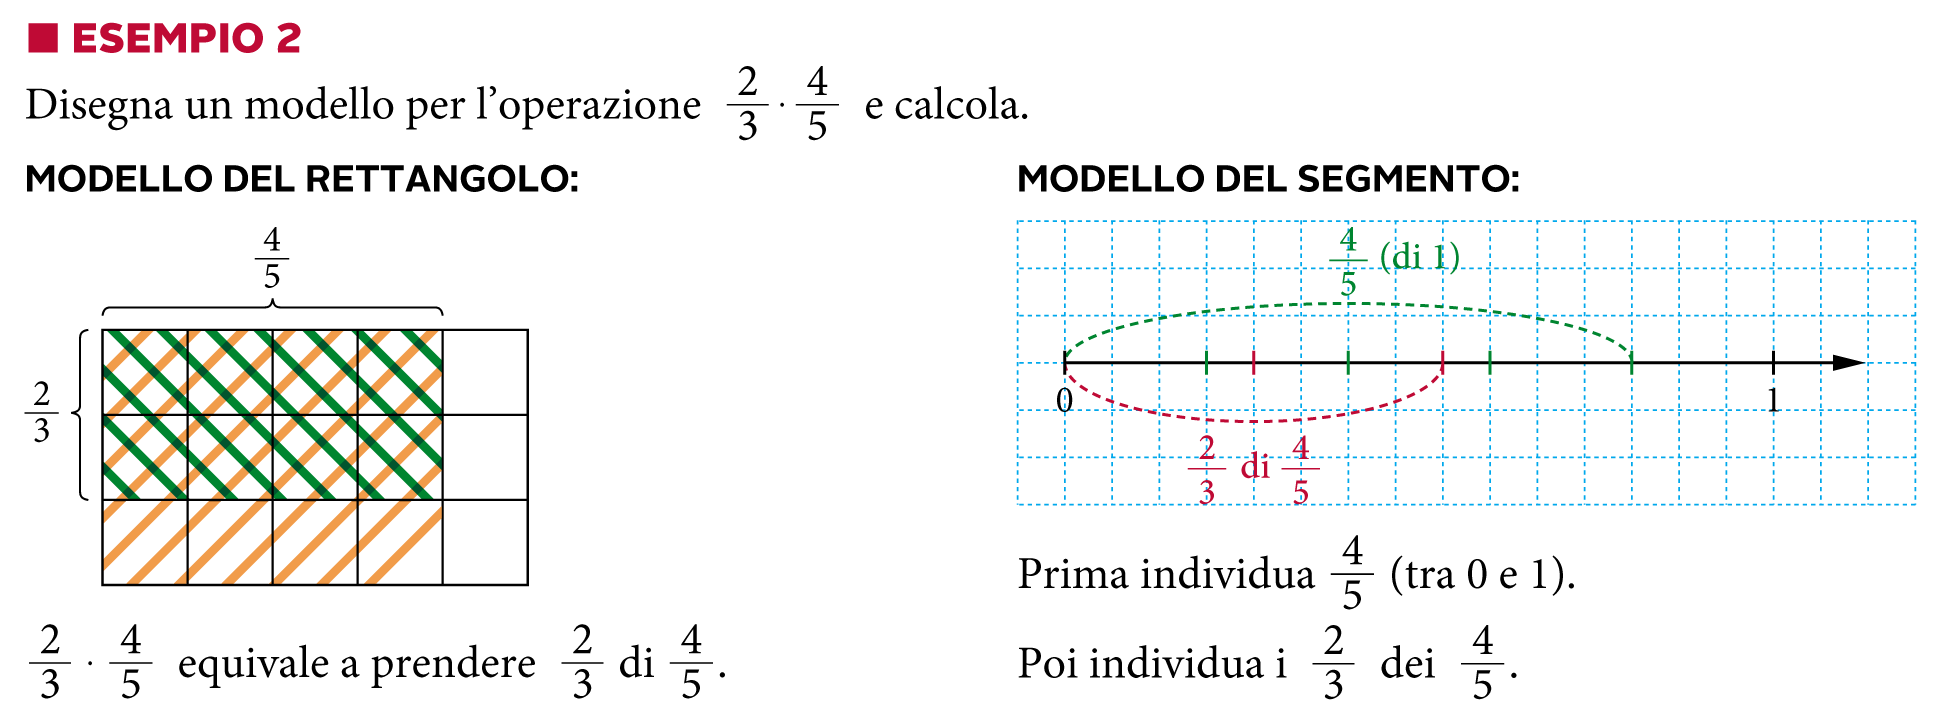 ■ ESEMPIO 2
Disegna un modello per l’operazione 2/3 · 4/5 e calcola.
MODELLO DEL RETTANGOLO:
4/5
2/3
2/3 · 4/5 equivale a prendere 2/3 di 4/5.
MODELLO DEL SEGMENTO:
4/5 (di 1)
0 1
2/3 di 4/5
Prima individua 4/5 (tra 0 e 1).
Poi individua i 2/3 dei 4/5.